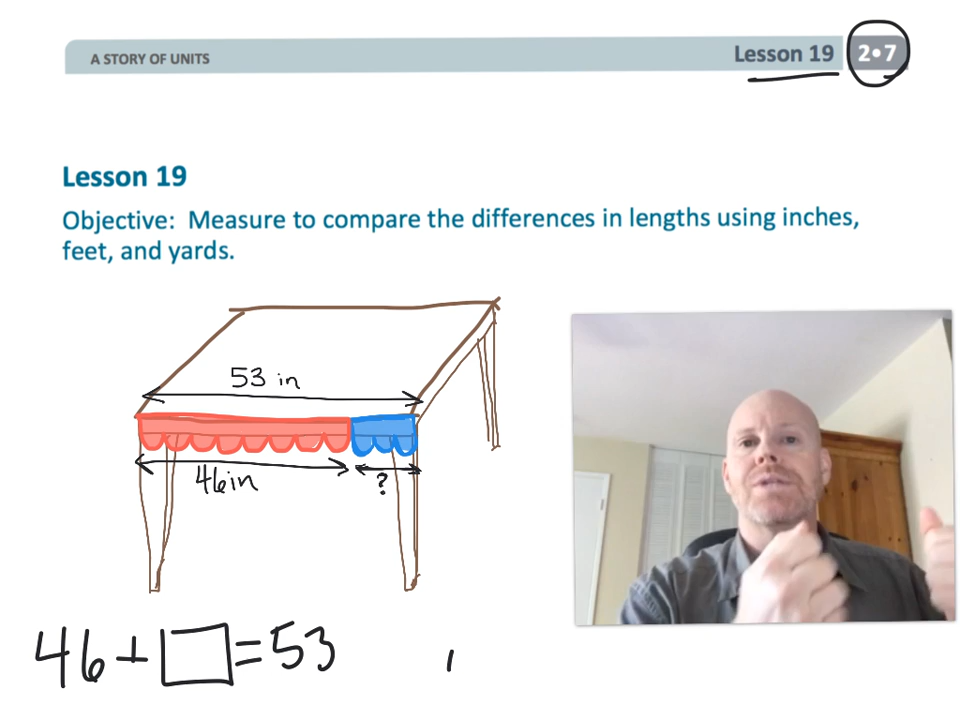 A STORY OF UNITS Lesson 19 2•7
Lesson 19
Objective: Measure to compare the differences in lengths using inches,
feet, and yards.
53 in
46in ?
46+□=53